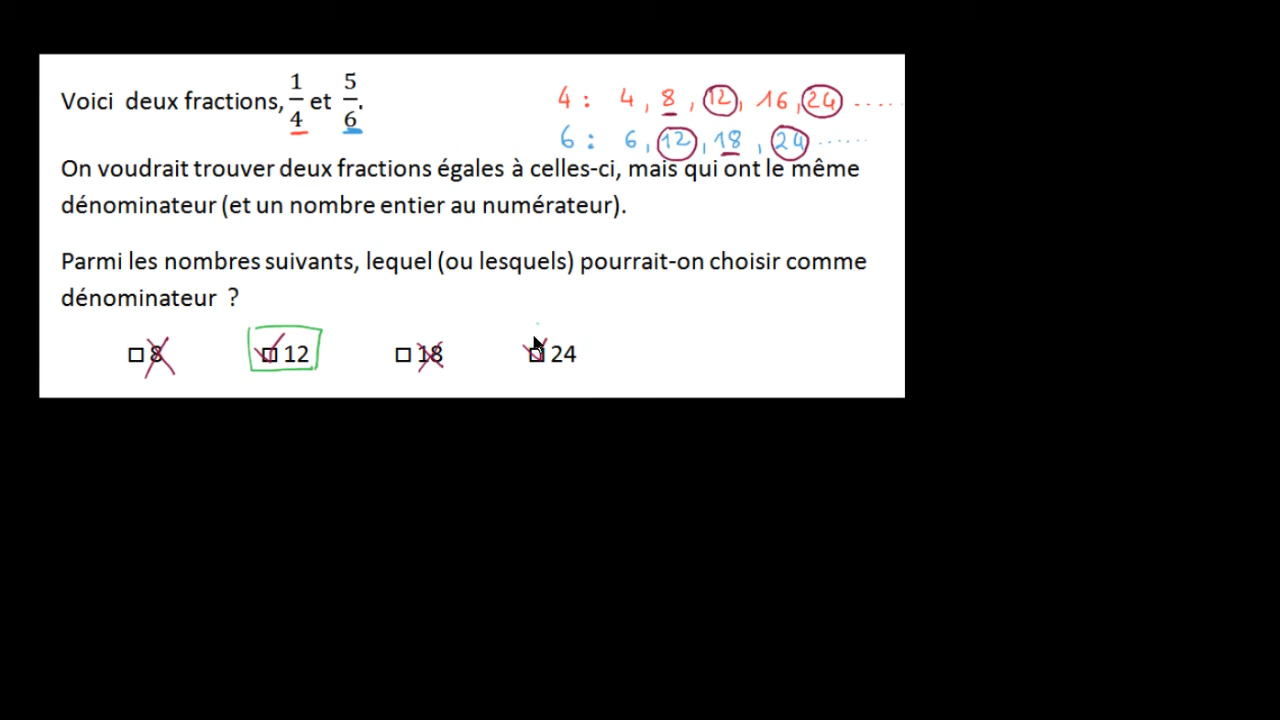 Voici deux fractions, 1/4 et 5/6.
4 : 4 , 8 , 12 , 16 , 24 .....
6 : 6 , 12 , 18 , 24 ......
On voudrait trouver deux fractions égales à celles-ci, mais qui ont le même
dénominateur (et un nombre entier au numérateur).
Parmi les nombres suivants, lequel (ou lesquels) pourrait-on choisir comme
dénominateur ?
☐ 8 ☐ 12 ☐ 18 ☐ 24